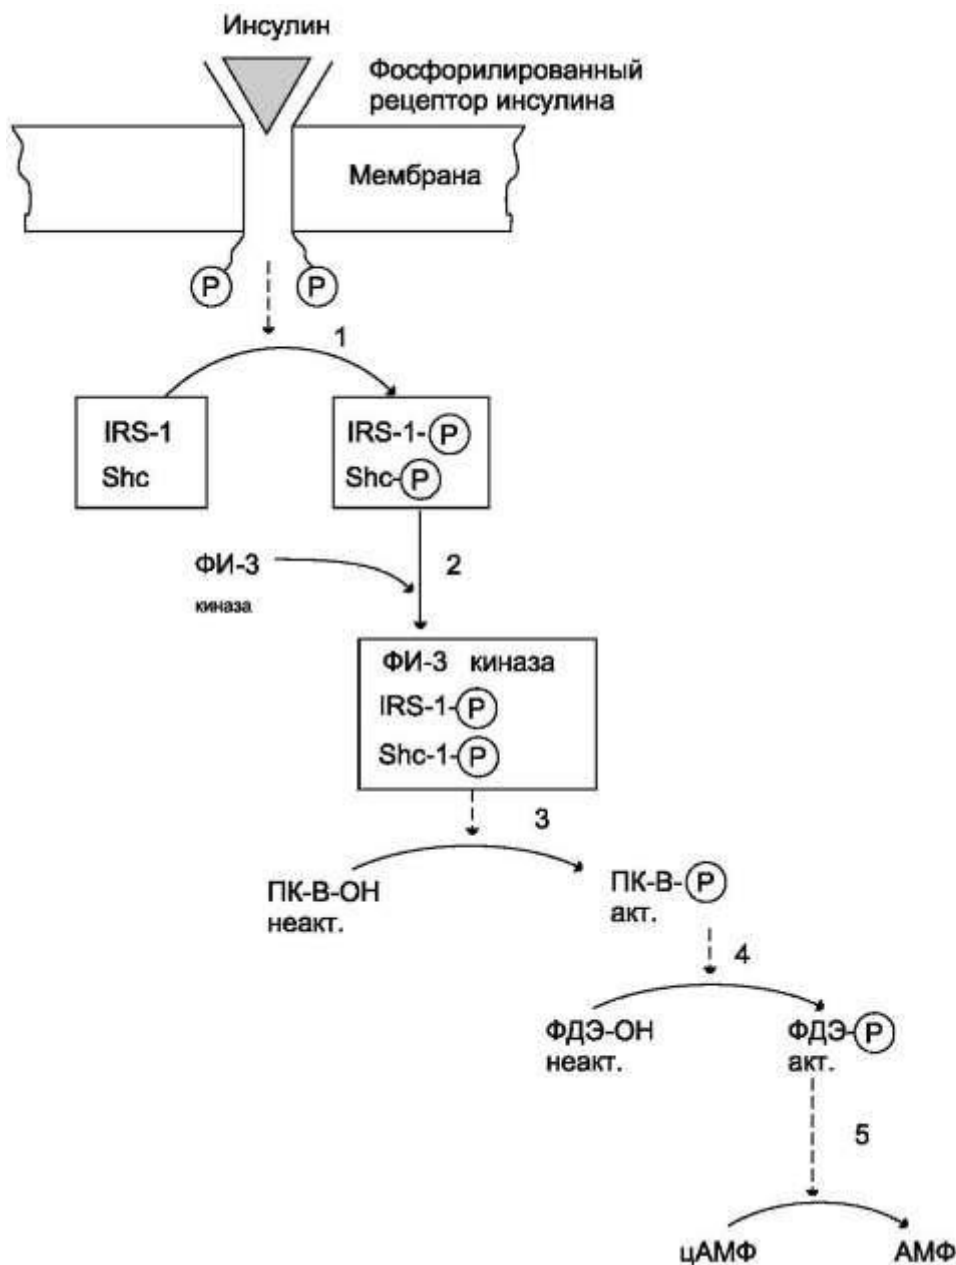 Инсулин
Фосфорилированный
рецептор инсулина
Мембрана
P P
1
IRS-1
Shc
IRS-1-P
Shc-P
ФИ-3
киназа
2
ФИ-3 киназа
IRS-1-P
Shc-1-P
3
ПК-В-ОН
неакт.
ПК-В-P
акт.
4
ФДЭ-ОН
неакт.
ФДЭ-P
акт.
5
цАМФ
АМФ